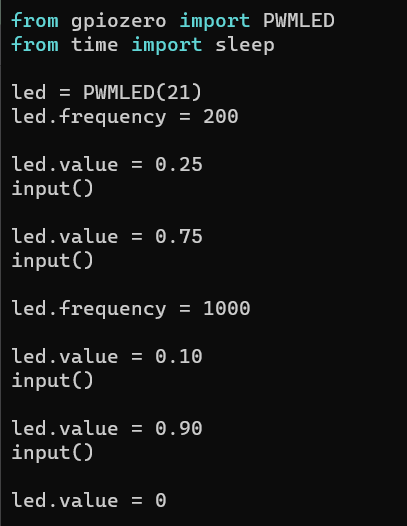 from gpiozero import PWMLED
from time import sleep
led = PWMLED(21)
led.frequency = 200
led.value = 0.25
input()
led.value = 0.75
input()
led.frequency = 1000
led.value = 0.10
input()
led.value = 0.90
input()
led.value = 0